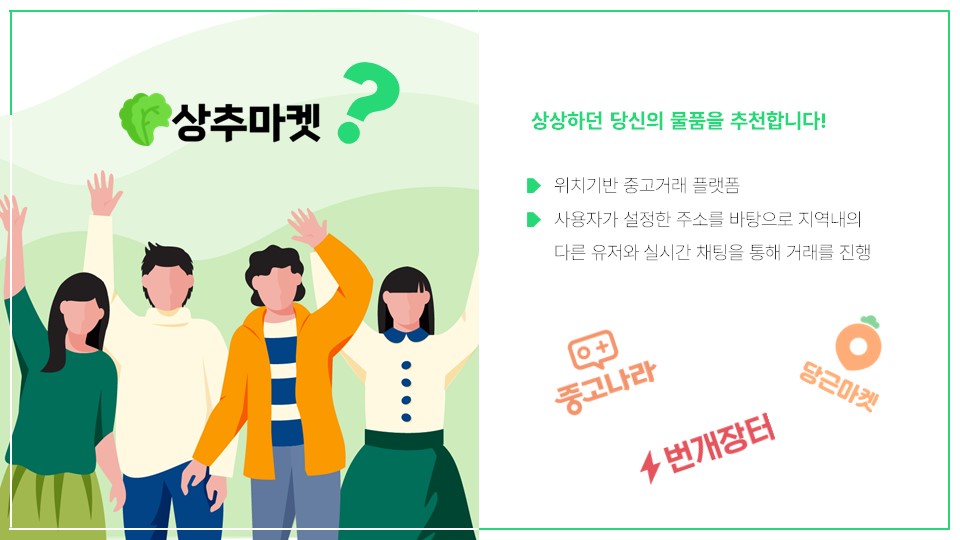 상추마켓?
상상하던 당신의 물품을 추천합니다!
위치기반 중고거래 플랫폼
사용자가 설정한 주소를 바탕으로 지역내의
다른 유저와 실시간 채팅을 통해 거래를 진행
중고나라
당근마켓
번개장터